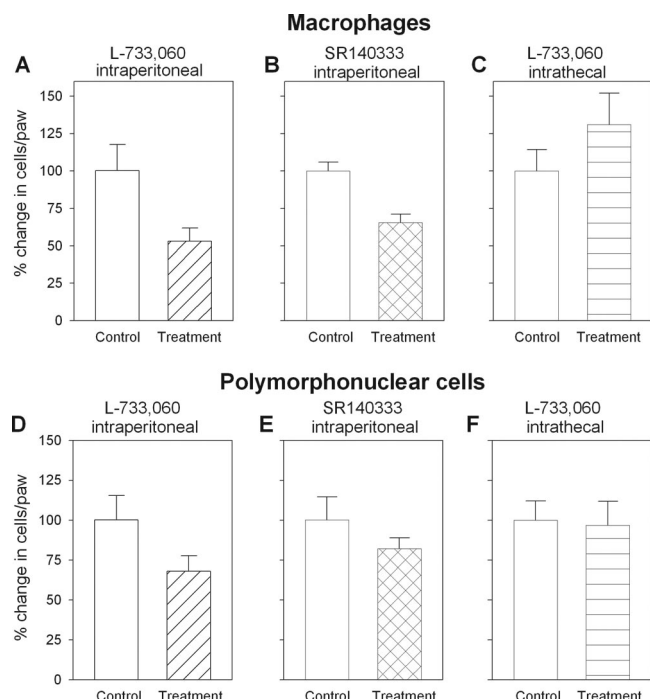 Macrophages
A
L-733,060
intraperitoneal
B
SR140333
intraperitoneal
C
L-733,060
intrathecal
% change in cells/paw
150
125
100
75
50
25
0
Control Treatment
Control Treatment
Control Treatment
Polymorphonuclear cells
D
L-733,060
intraperitoneal
E
SR140333
intraperitoneal
F
L-733,060
intrathecal
% change in cells/paw
150
100
75
50
25
0
Control Treatment
Control Treatment
Control Treatment